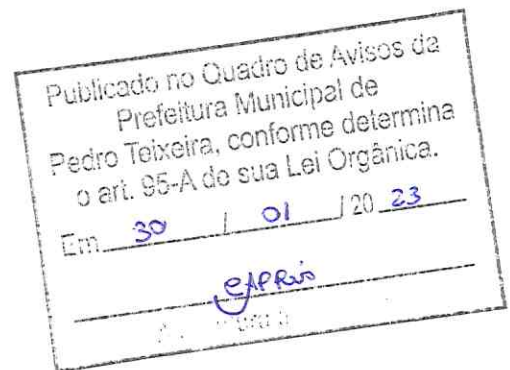 Publicado no Quadro de Avisos da
Prefeitura Municipal de
Pedro Teixeira, conforme determina
o art. 95-A de sua Lei Orgânica.
Em 30 / 01 / 20 23